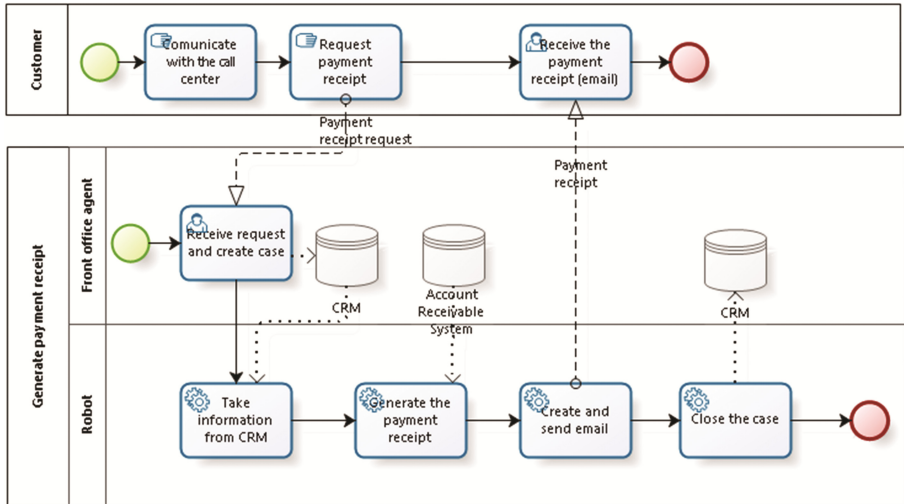 Customer
Comunicate
with the call
center
Request
payment
receipt
Receive the
payment
receipt (email)
Payment
receipt request
Payment
receipt
Generate payment receipt
Front office agent
Receive request
and create case
CRM
Account
Receivable
System
CRM
Robot
Take
information
from CRM
Generate the
payment
receipt
Create and
send email
Close the case